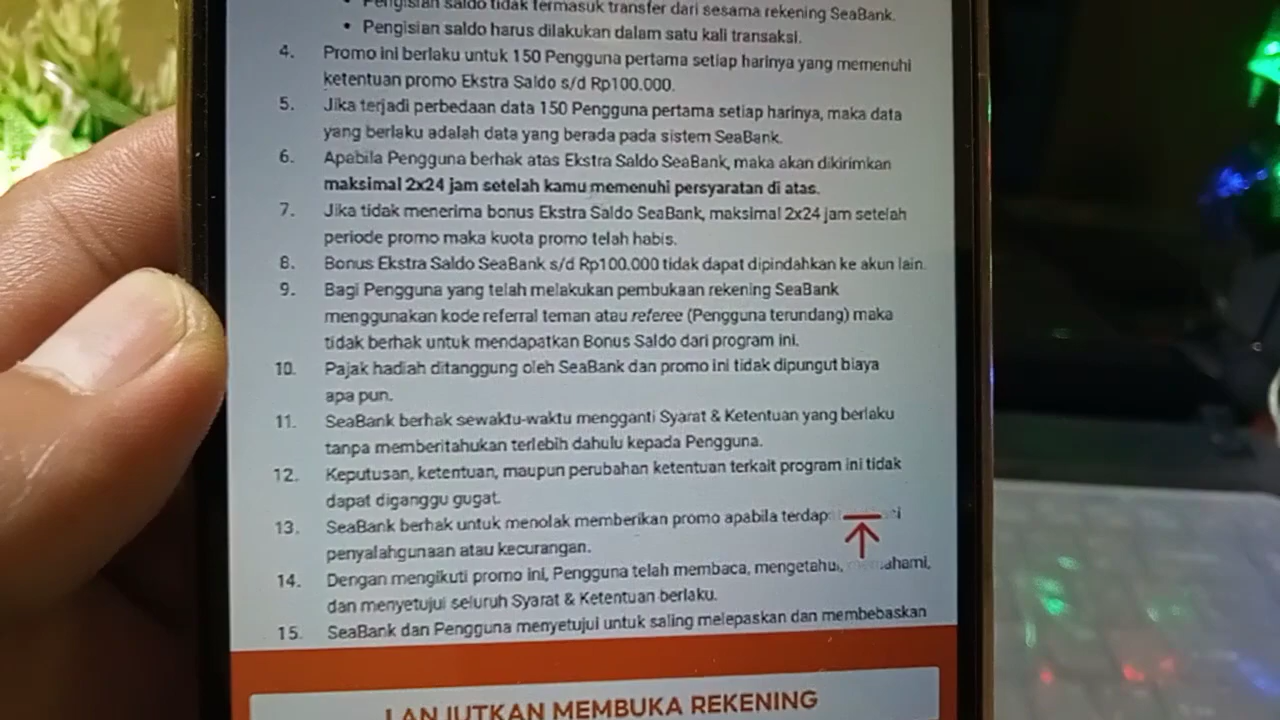 • Pengisian saldo tidak termasuk transfer dari sesama rekening SeaBank.
• Pengisian saldo harus dilakukan dalam satu kali transaksi.
4. Promo ini berlaku untuk 150 Pengguna pertama setiap harinya yang memenuhi
ketentuan promo Ekstra Saldo s/d Rp100.000.
5. Jika terjadi perbedaan data 150 Pengguna pertama setiap harinya, maka data
yang berlaku adalah data yang berada pada sistem SeaBank.
6. Apabila Pengguna berhak atas Ekstra Saldo SeaBank, maka akan dikirimkan
maksimal 2x24 jam setelah kamu memenuhi persyaratan di atas.
7. Jika tidak menerima bonus Ekstra Saldo SeaBank, maksimal 2x24 jam setelah
periode promo maka kuota promo telah habis.
8. Bonus Ekstra Saldo SeaBank s/d Rp100.000 tidak dapat dipindahkan ke akun lain.
9. Bagi Pengguna yang telah melakukan pembukaan rekening SeaBank
menggunakan kode referral teman atau referee (Pengguna terundang) maka
tidak berhak untuk mendapatkan Bonus Saldo dari program ini.
10. Pajak hadiah ditanggung oleh SeaBank dan promo ini tidak dipungut biaya
apa pun.
11. SeaBank berhak sewaktu-waktu mengganti Syarat & Ketentuan yang berlaku
tanpa memberitahukan terlebih dahulu kepada Pengguna.
12. Keputusan, ketentuan, maupun perubahan ketentuan terkait program ini tidak
dapat diganggu gugat.
13. SeaBank berhak untuk menolak memberikan promo apabila
penyalahgunaan atau kecurangan.
14. Dengan mengikuti promo ini, Pengguna telah membaca, mengetahui, memahami,
dan menyetujui seluruh Syarat & Ketentuan berlaku.
15. SeaBank dan Pengguna menyetujui untuk saling melepaskan dan membebaskan
LANJUTKAN MEMBUKA REKENING